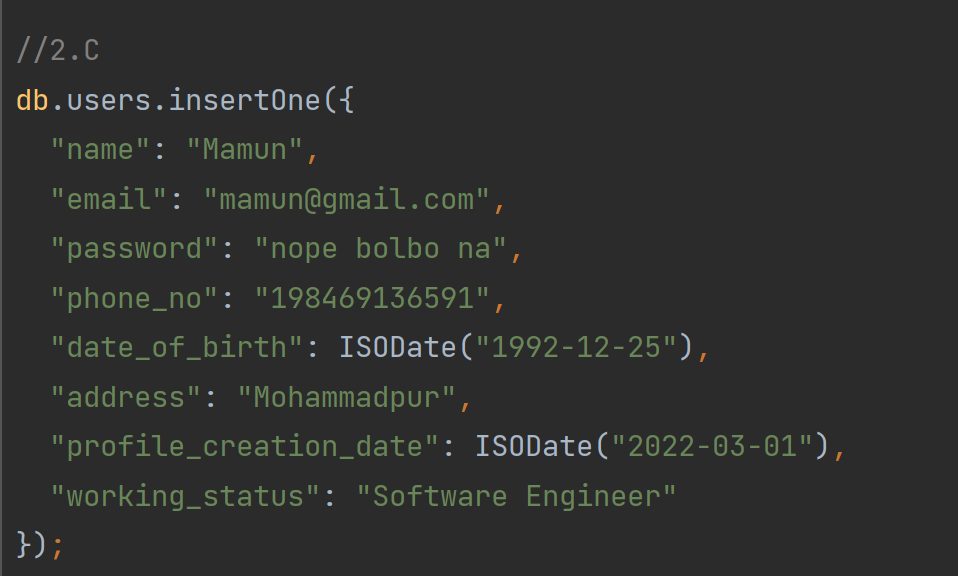 //2.C
db.users.insertOne({
  "name": "Mamun",
  "email": "mamun@gmail.com",
  "password": "nope bolbo na",
  "phone_no": "198469136591",
  "date_of_birth": ISODate("1992-12-25"),
  "address": "Mohammadpur",
  "profile_creation_date": ISODate("2022-03-01"),
  "working_status": "Software Engineer"
});